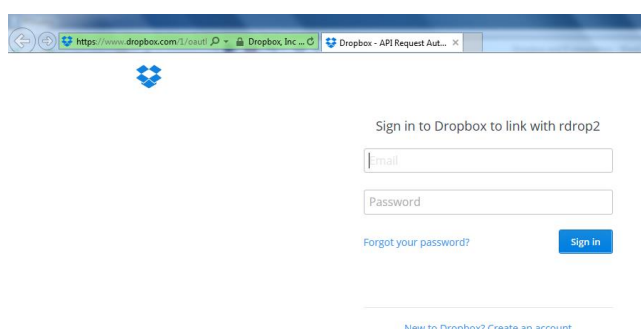 https://www.dropbox.com/1/oautl
Dropbox, Inc ...
Dropbox - API Request Aut...
Sign in to Dropbox to link with rdrop2
Email
Password
Forgot your password?
Sign in
New to Dropbox? Create an account